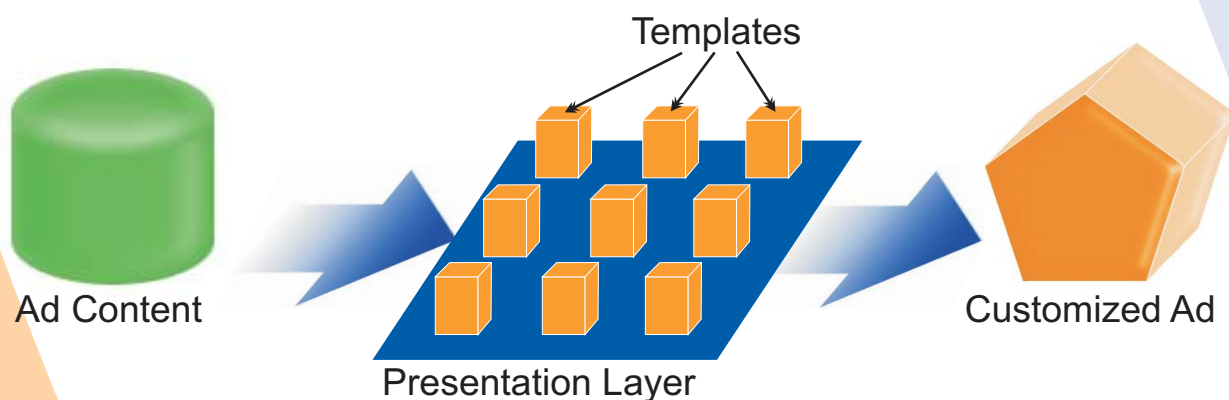 Templates
Ad Content
Customized Ad
Presentation Layer